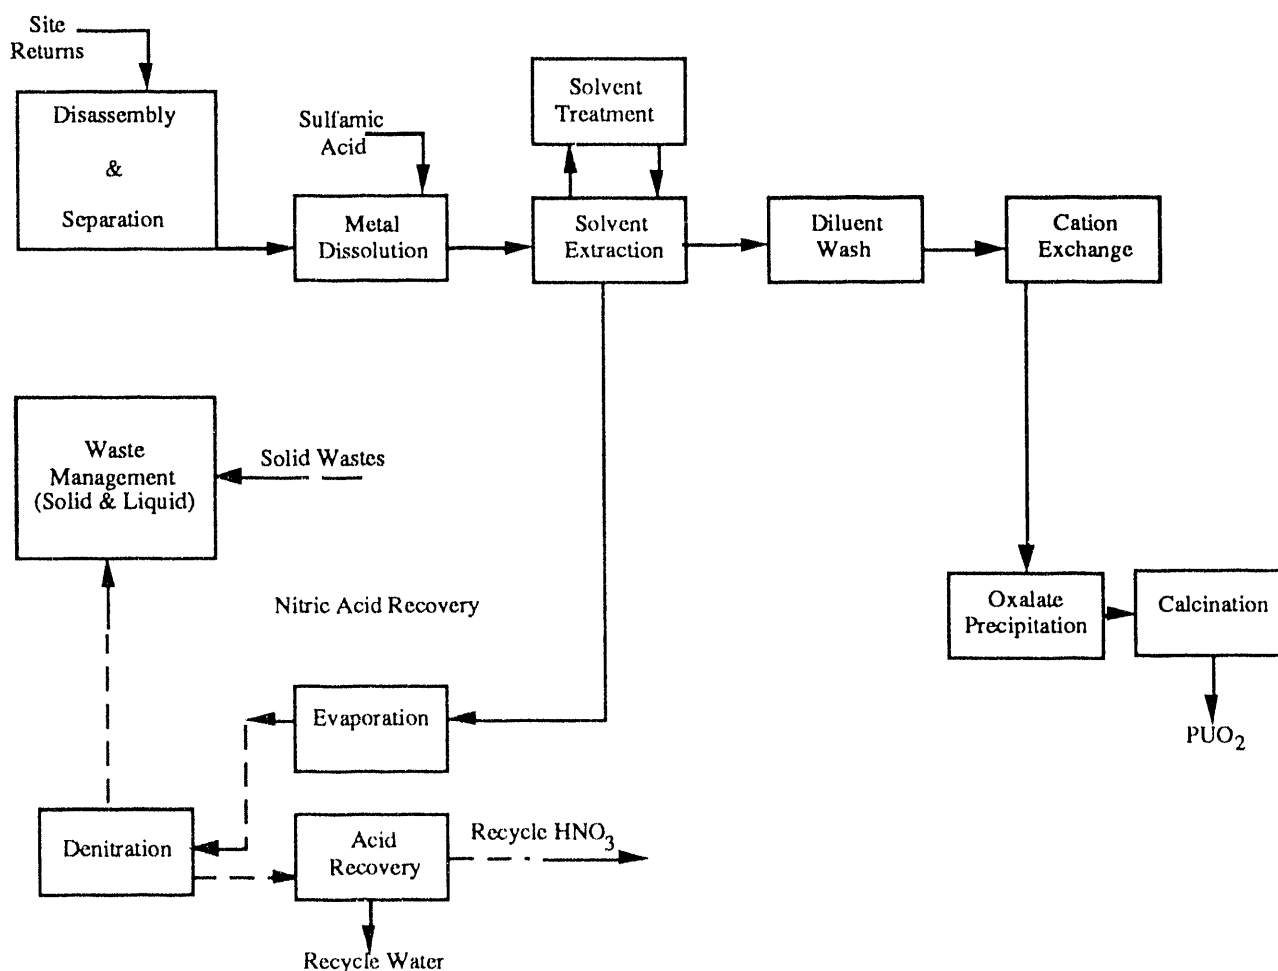 Site
Returns
Disassembly
&
Separation
Sulfamic
Acid
Metal
Dissolution
Solvent
Treatment
Solvent
Extraction
Diluent
Wash
Cation
Exchange
Waste
Management
(Solid & Liquid)
Solid Wastes
Nitric Acid Recovery
Oxalate
Precipitation
Calcination
PUO2
Evaporation
Denitration
Acid
Recovery
Recycle HNO3
Recycle Water